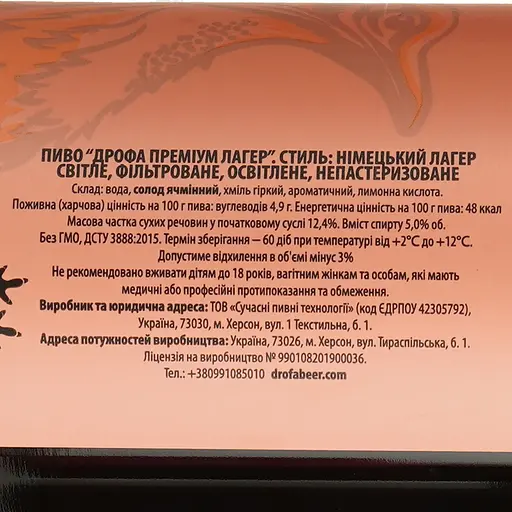 ПИВО “ДРОФА ПРЕМІУМ ЛАГЕР”. СТИЛЬ: НІМЕЦЬКИЙ ЛАГЕР
СВІТЛЕ, ФІЛЬТРОВАНЕ, ОСВІТЛЕНЕ, НЕПАСТЕРИЗОВАНЕ
Склад: вода, солод ячмінний, хміль гіркий, ароматичний, лимонна кислота.
Поживна (харчова) цінність на 100 г пива: вуглеводів 4,9 г. Енергетична цінність на 100 г пива: 48 ккал
Масова частка сухих речовин у початковому суслі 12,4%. Вміст спирту 5,0% об.
Без ГМО, ДСТУ 3888:2015. Термін зберігання – 60 діб при температурі від +2°С до +12°С.
Допустиме відхилення в об'ємі мінус 3%
Не рекомендовано вживати дітям до 18 років, вагітним жінкам та особам, які мають
медичні або професійні протипоказання та обмеження.
Виробник та юридична адреса: ТОВ «Сучасні пивні технології» (код ЄДРПОУ 42305792),
Україна, 73030, м. Херсон, вул. 1 Текстильна, б. 1.
Адреса потужностей виробництва: Україна, 73026, м. Херсон, вул. Тираспільська, б. 1.
Ліцензія на виробництво № 990108201900036.
Тел.: +380991085010 drofabeer.com